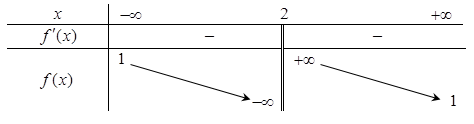 x −∞ 2 +∞
f'(x) − −
1 +∞
f(x)
−∞ 1